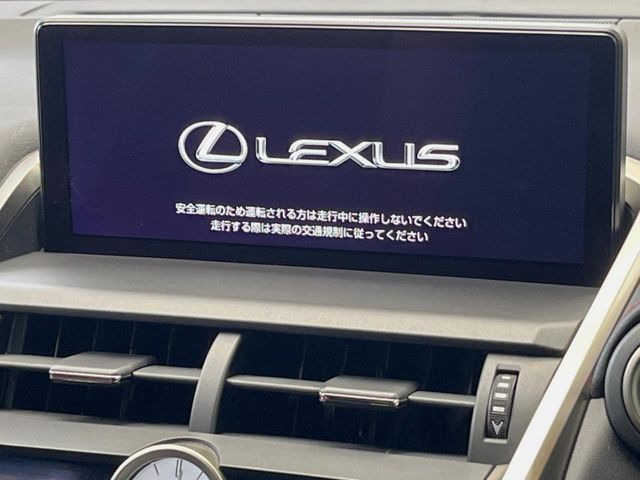 LEXUS
安全運転のため運転される方は走行中に操作しないでください
走行する際は実際の交通規制に従ってください